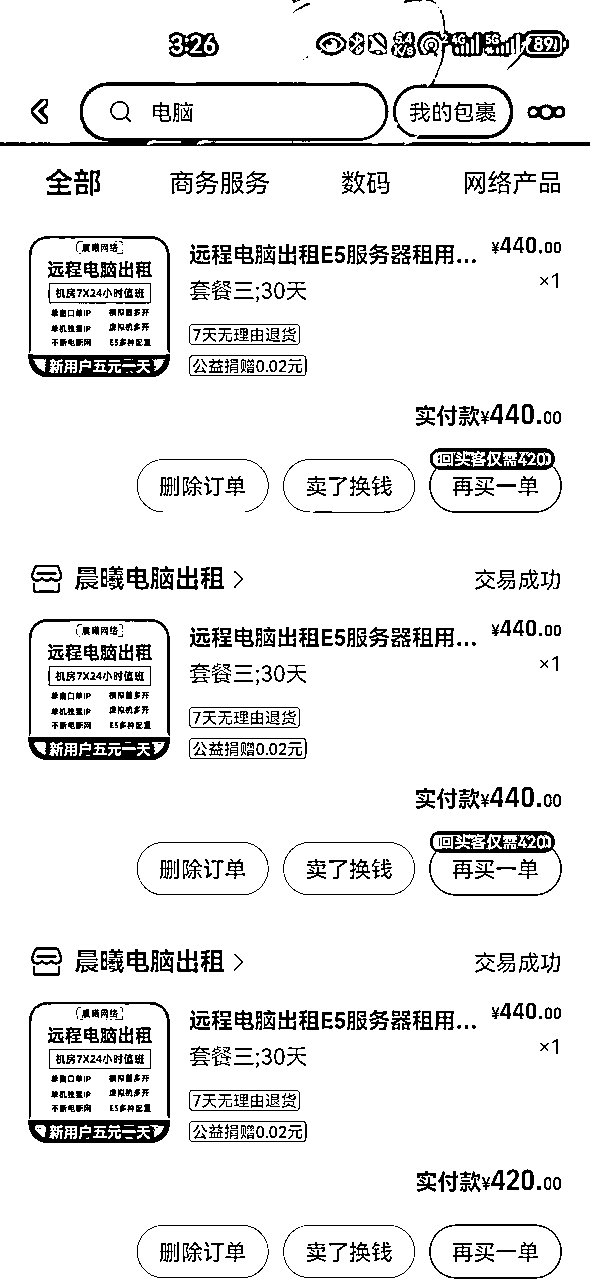 3:26
5.4
K/s
4G
5G
89
电脑
我的包裹
全部
商务服务
数码
网络产品
晨曦网络
远程电脑出租
机房7X24小时值班
单窗口单IP 模拟器多开
单机独立IP 虚拟机多开
不断电断网 E5多种配置
新用户五元一天
远程电脑出租E5服务器租用... ¥440.00
套餐三;30天 ×1
7天无理由退货
公益捐赠0.02元
实付款¥440.00
回头客仅需420
删除订单 卖了换钱 再买一单
晨曦电脑出租 交易成功
晨曦网络
远程电脑出租
机房7X24小时值班
单窗口单IP 模拟器多开
单机独立IP 虚拟机多开
不断电断网 E5多种配置
新用户五元一天
远程电脑出租E5服务器租用... ¥440.00
套餐三;30天 ×1
7天无理由退货
公益捐赠0.02元
实付款¥440.00
回头客仅需420
删除订单 卖了换钱 再买一单
晨曦电脑出租 交易成功
晨曦网络
远程电脑出租
机房7X24小时值班
单窗口单IP 模拟器多开
单机独立IP 虚拟机多开
不断电断网 E5多种配置
新用户五元一天
远程电脑出租E5服务器租用... ¥440.00
套餐三;30天 ×1
7天无理由退货
公益捐赠0.02元
实付款¥420.00
删除订单 卖了换钱 再买一单